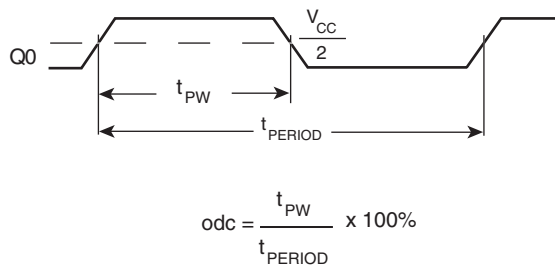 Q0
V_CC
2
t_PW
t_PERIOD
odc = t_PW / t_PERIOD x 100%